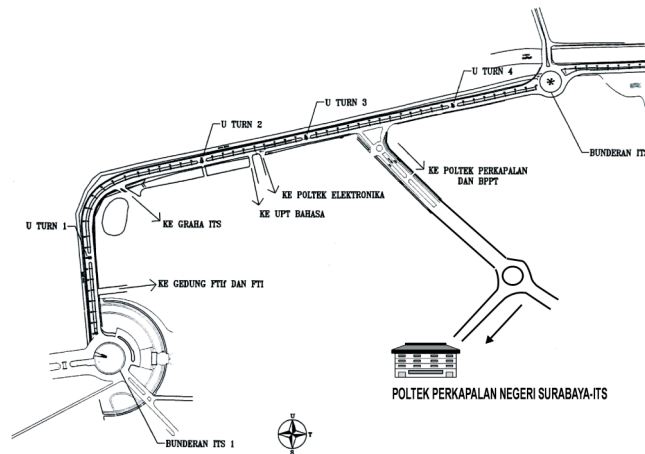 U TURN 4
U TURN 3
U TURN 2
BUNDERAN ITS
KE POLTEK PERKAPALAN
DAN BPPT
KE POLTEK ELEKTRONIKA
KE UPT BAHASA
KE GRAHA ITS
U TURN 1
KE GEDUNG FTIf DAN FTI
POLTEK PERKAPALAN NEGERI SURABAYA-ITS
BUNDERAN ITS 1
U
T
S